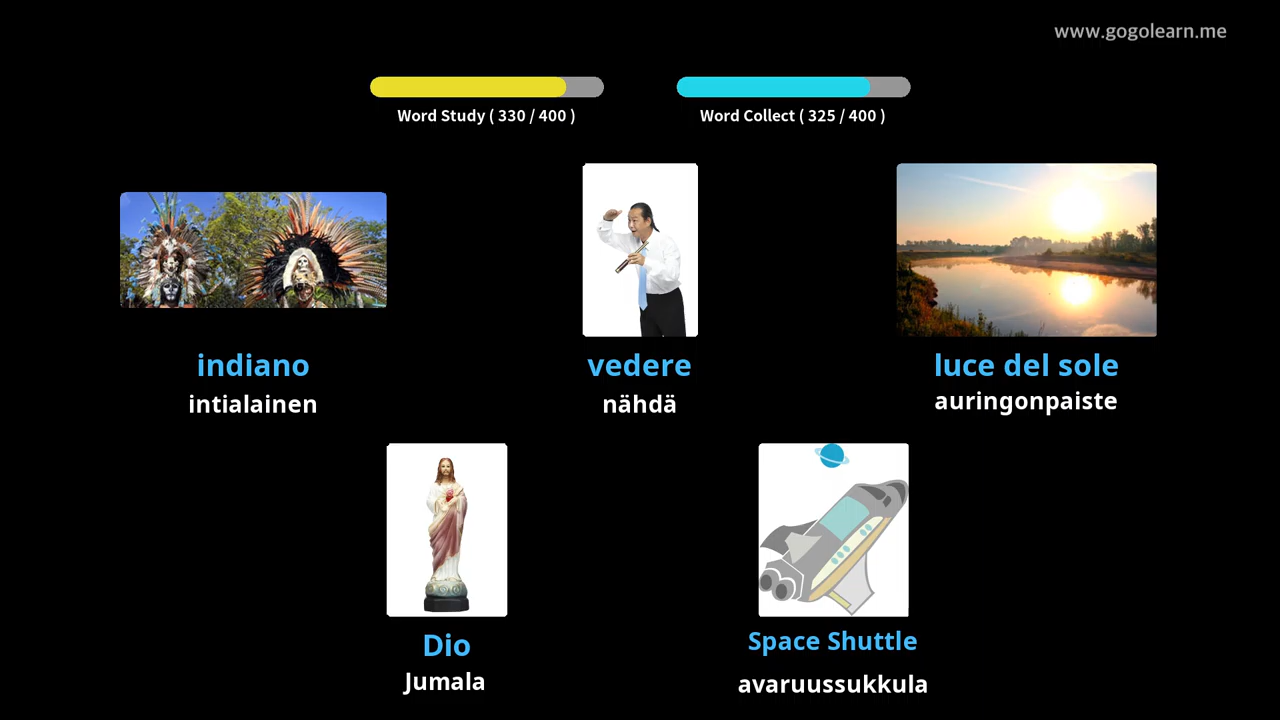 www.gogolearn.me
Word Study ( 330 / 400 )
Word Collect ( 325 / 400 )
indiano
intialainen
vedere
nähdä
luce del sole
auringonpaiste
Dio
Jumala
Space Shuttle
avaruussukkula